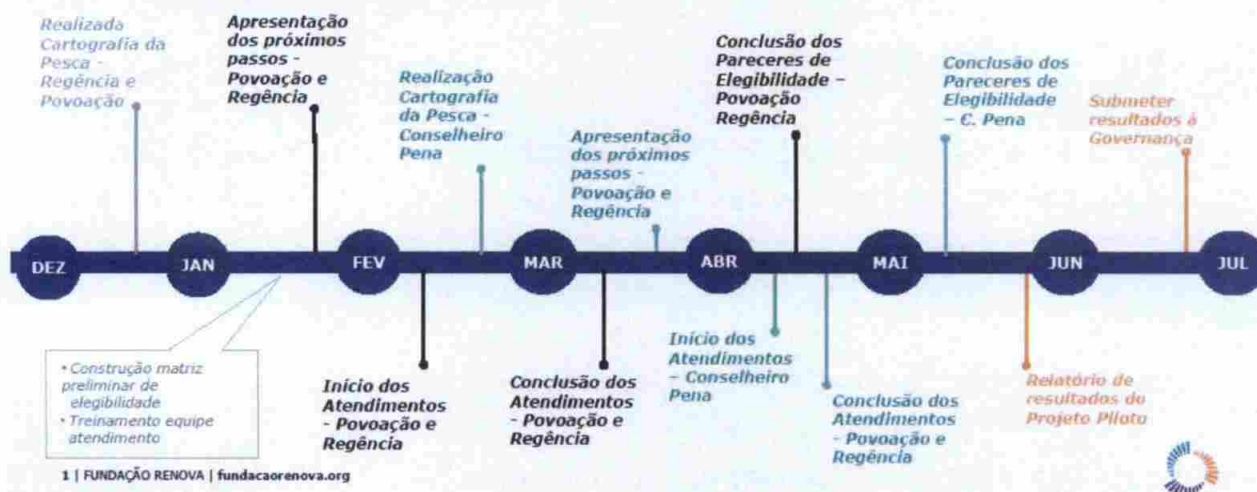 Realizada
Cartografia da
Pesca -
Regência e
Povoação
Apresentação
dos próximos
passos -
Povoação e
Regência
Realização
Cartografia
da Pesca -
Conselheiro
Pena
Apresentação
dos próximos
passos -
Povoação e
Regência
Conclusão dos
Pareceres de
Elegibilidade –
Povoação
Regência
Conclusão dos
Pareceres de
Elegibilidade
– C. Pena
Submeter
resultados à
Governança
DEZ
JAN
FEV
MAR
ABR
MAI
JUN
JUL
• Construção matriz
preliminar de
elegibilidade
• Treinamento equipe
atendimento
Início dos
Atendimentos
- Povoação e
Regência
Conclusão dos
Atendimentos
- Povoação e
Regência
Início dos
Atendimentos
– Conselheiro
Pena
Conclusão dos
Atendimentos
- Povoação e
Regência
Relatório de
resultados do
Projeto Piloto
1 | FUNDAÇÃO RENOVA | fundacaorenova.org